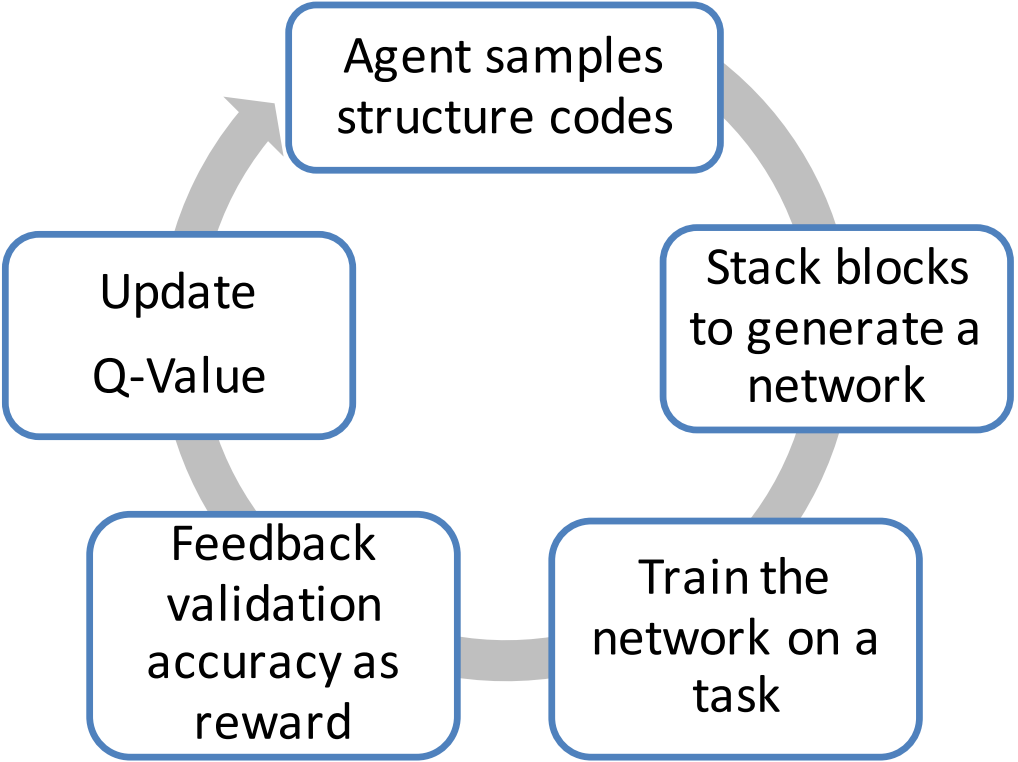 Agent samples
structure codes
Stack blocks
to generate a
network
Train the
network on a
task
Feedback
validation
accuracy as
reward
Update
Q-Value